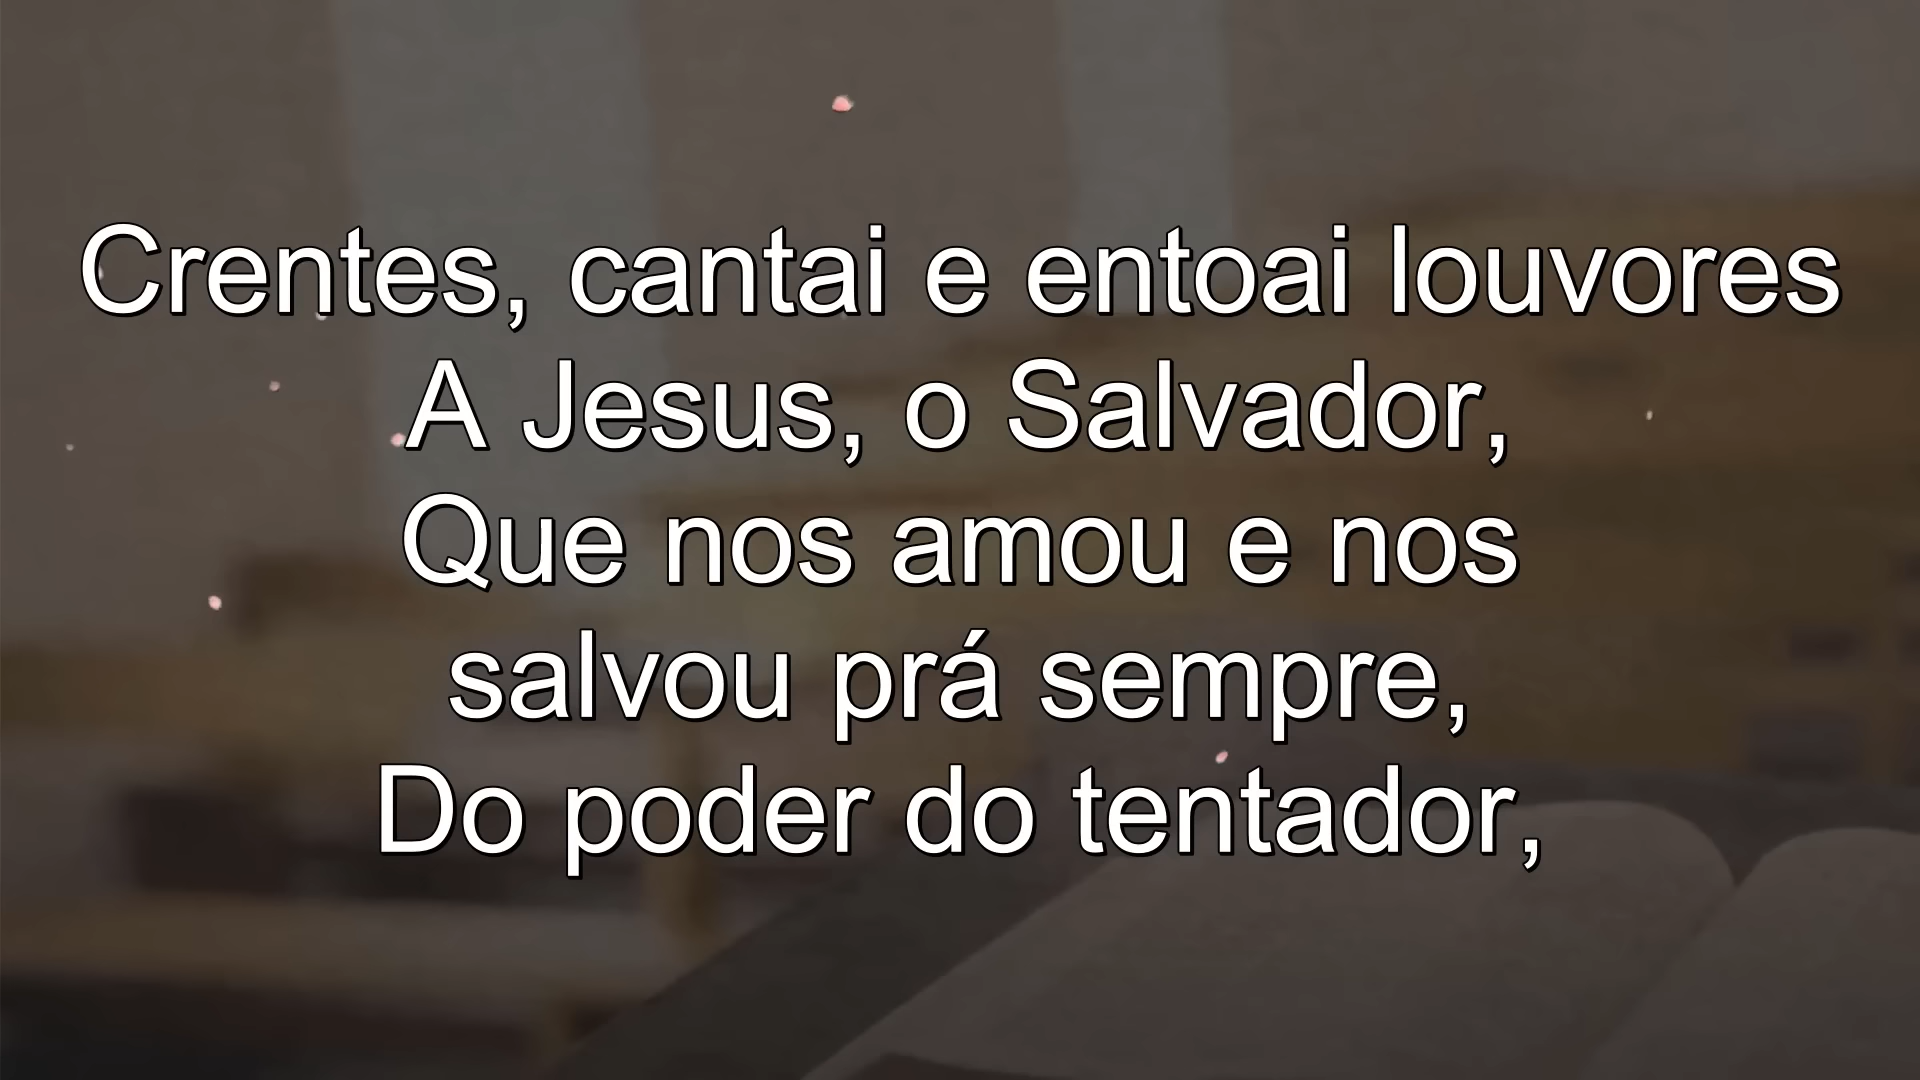 Crentes, cantai e entoai louvores
A Jesus, o Salvador,
Que nos amou e nos
salvou prá sempre,
Do poder do tentador,